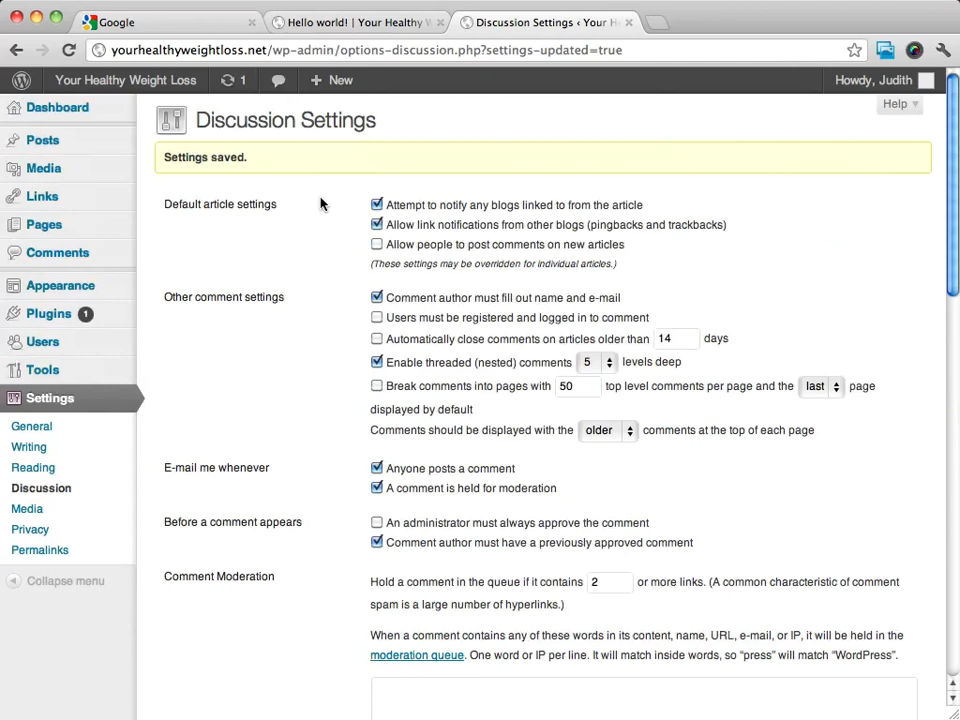 Google
Hello world! | Your Healthy W
Discussion Settings ‹ Your H
yourhealthyweightloss.net/wp-admin/options-discussion.php?settings-updated=true
Your Healthy Weight Loss
1
New
Howdy, Judith
Help
Dashboard
Posts
Media
Links
Pages
Comments
Appearance
Plugins 1
Users
Tools
Settings
General
Writing
Reading
Discussion
Media
Privacy
Permalinks
Collapse menu
Discussion Settings
Settings saved.
Default article settings
Attempt to notify any blogs linked to from the article
Allow link notifications from other blogs (pingbacks and trackbacks)
Allow people to post comments on new articles
(These settings may be overridden for individual articles.)
Other comment settings
Comment author must fill out name and e-mail
Users must be registered and logged in to comment
Automatically close comments on articles older than 14 days
Enable threaded (nested) comments 5 levels deep
Break comments into pages with 50 top level comments per page and the last page
displayed by default
Comments should be displayed with the older comments at the top of each page
E-mail me whenever
Anyone posts a comment
A comment is held for moderation
Before a comment appears
An administrator must always approve the comment
Comment author must have a previously approved comment
Comment Moderation
Hold a comment in the queue if it contains 2 or more links. (A common characteristic of comment
spam is a large number of hyperlinks.)
When a comment contains any of these words in its content, name, URL, e-mail, or IP, it will be held in the
moderation queue. One word or IP per line. It will match inside words, so “press” will match “WordPress”.